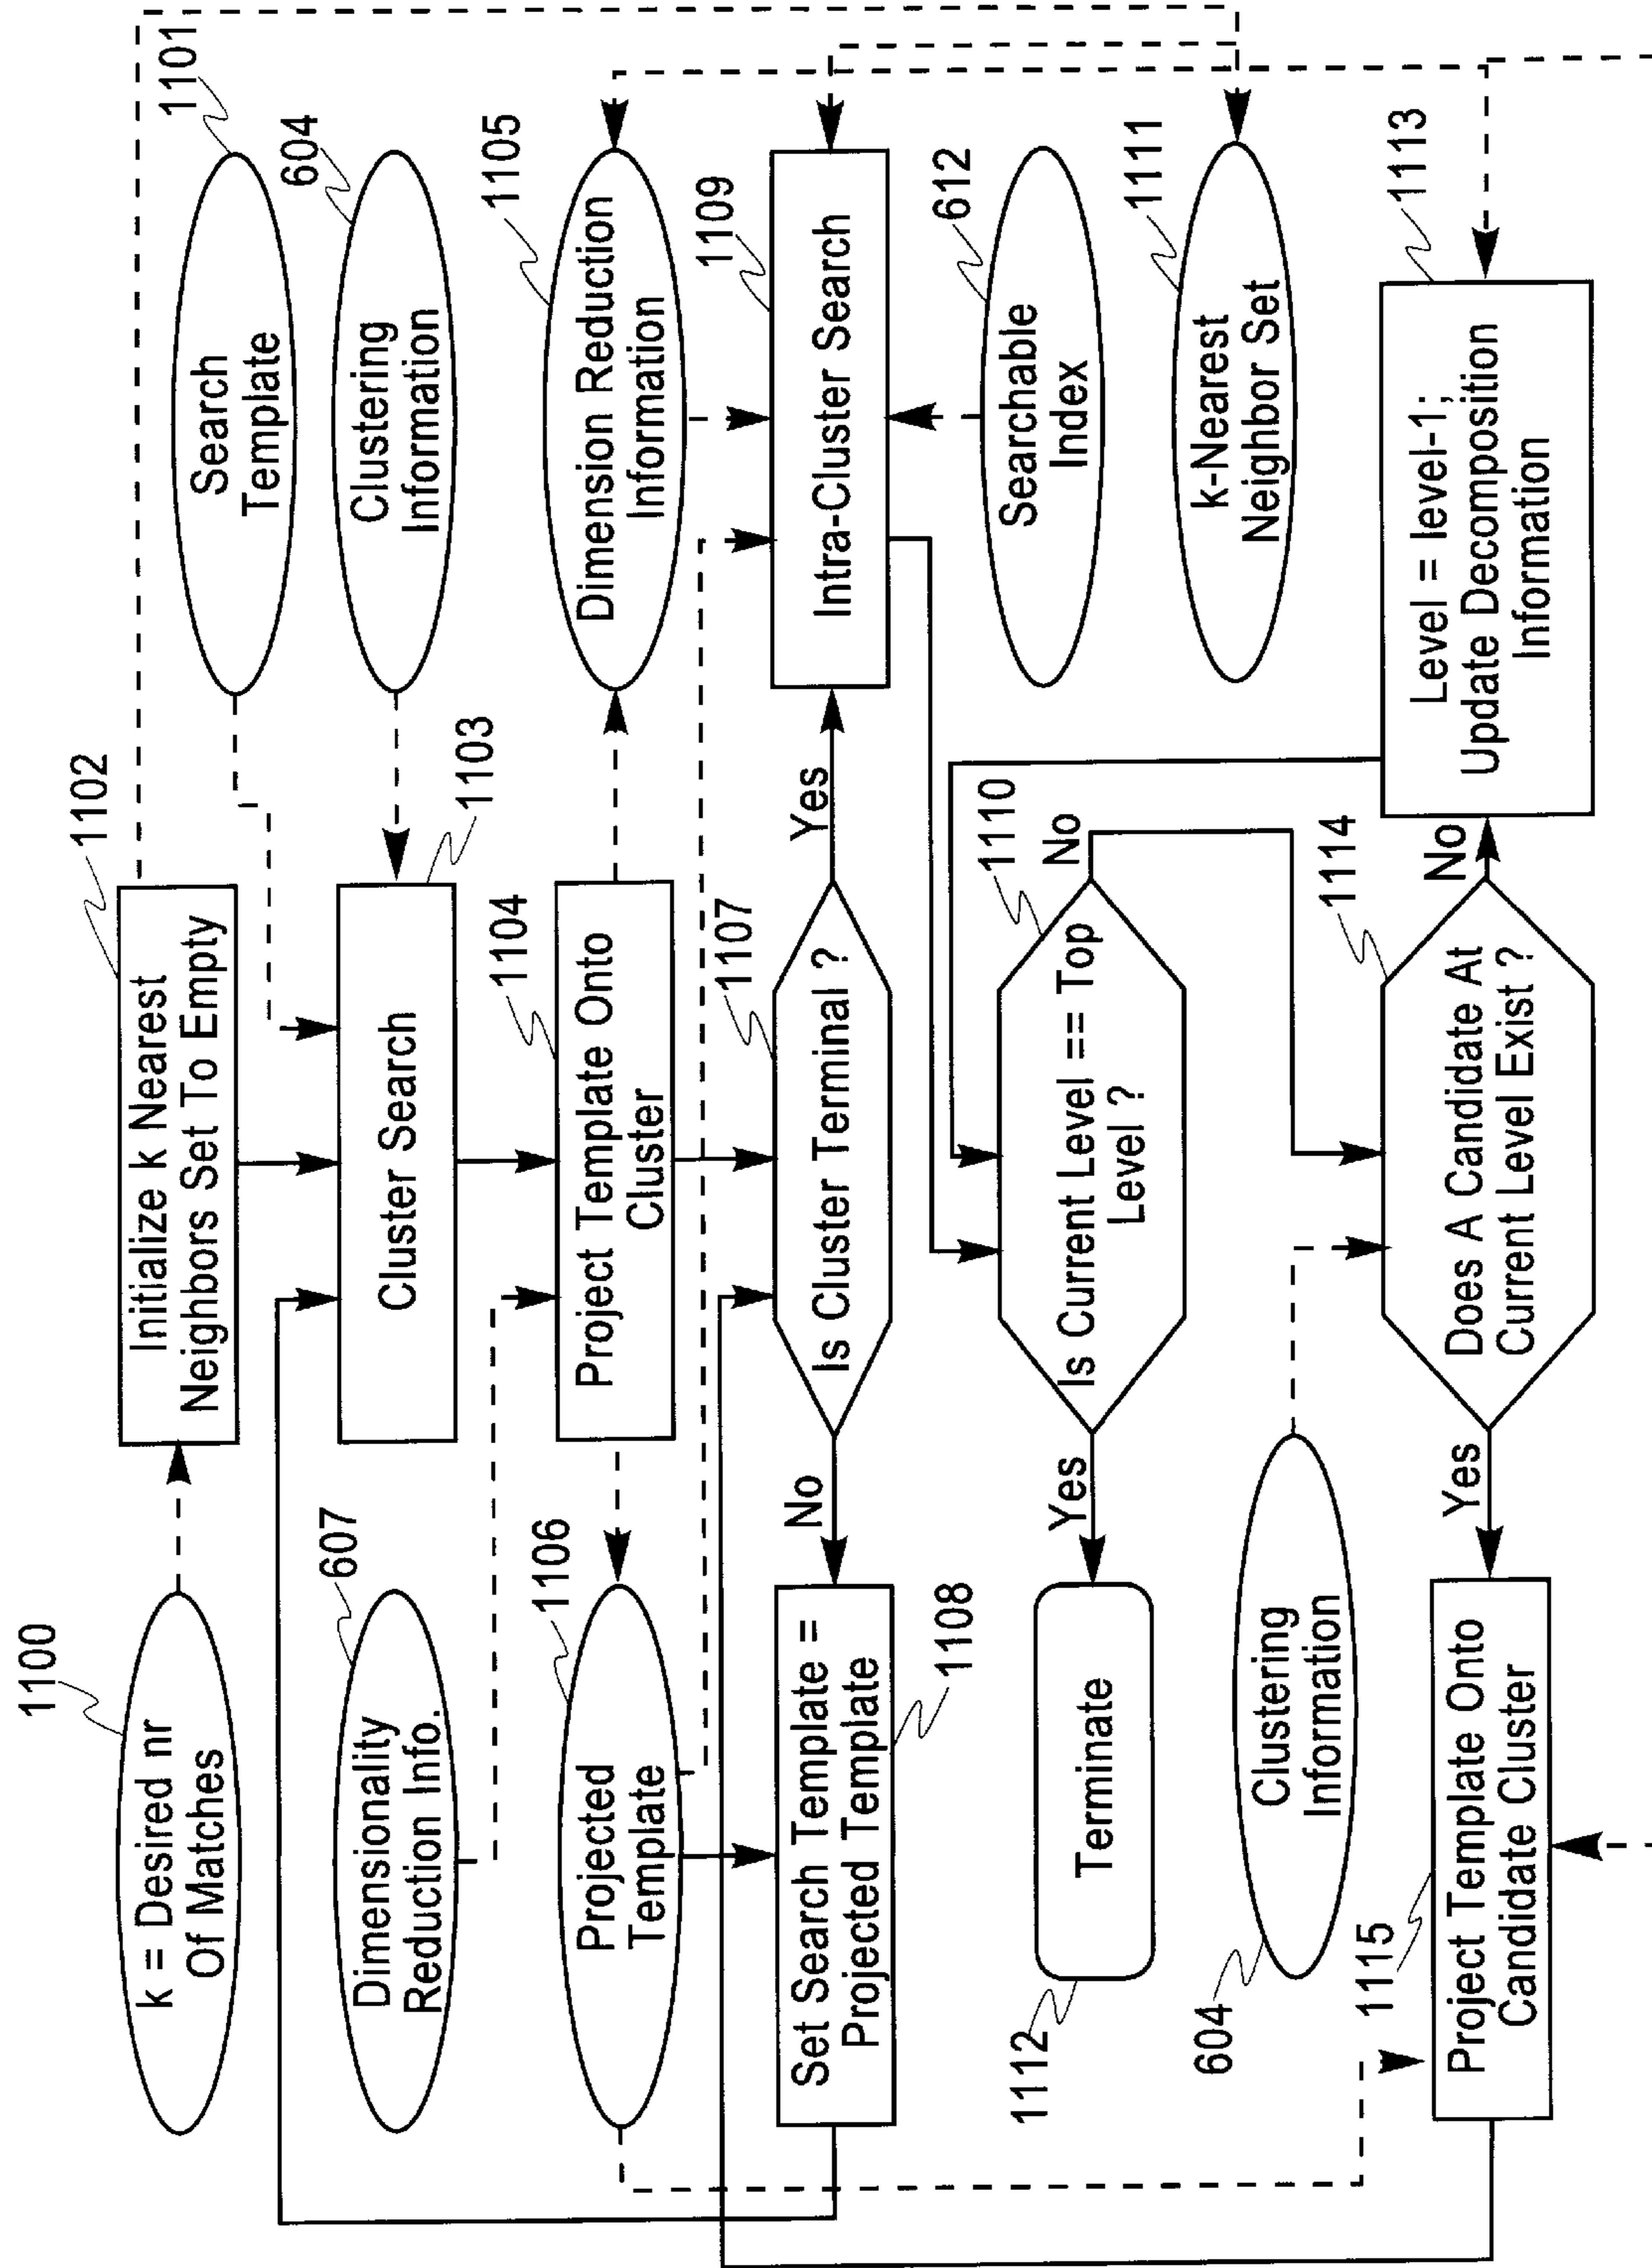 1100
k = Desired nr
Of Matches
1102
Initialize k Nearest
Neighbors Set To Empty
1101
Search
Template
604
Clustering
Information
607
Dimensionality
Reduction Info.
Cluster Search
1103
1106
Projected
Template
1104
Project Template Onto
Cluster
1105
Dimension Reduction
Information
Set Search Template =
Projected Template
1108
No
1107
Is Cluster Terminal ?
Yes
1109
Intra-Cluster Search
612
Searchable
Index
1112
Terminate
Yes
Is Current Level == Top
Level ?
1110
No
1111
k-Nearest
Neighbor Set
604
Clustering
Information
1115
Project Template Onto
Candidate Cluster
Yes
1114
Does A Candidate At
Current Level Exist ?
No
1113
Level = level-1;
Update Decomposition
Information